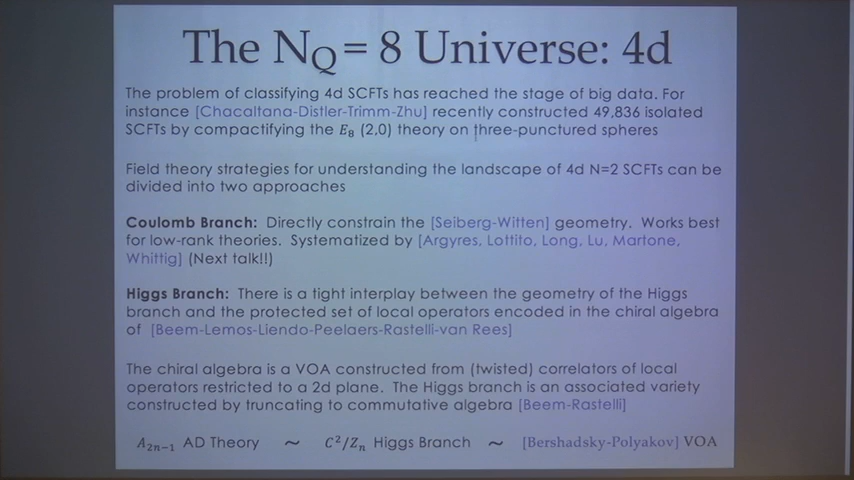 The N_Q = 8 Universe: 4d
The problem of classifying 4d SCFTs has reached the stage of big data. For
instance [Chacaltana-Distler-Trimm-Zhu] recently constructed 49,836 isolated
SCFTs by compactifying the E_8 (2,0) theory on three-punctured spheres
Field theory strategies for understanding the landscape of 4d N=2 SCFTs can be
divided into two approaches
Coulomb Branch: Directly constrain the [Seiberg-Witten] geometry. Works best
for low-rank theories. Systematized by [Argyres, Lottito, Long, Lu, Martone,
Whittig] (Next talk!!)
Higgs Branch: There is a tight interplay between the geometry of the Higgs
branch and the protected set of local operators encoded in the chiral algebra
of [Beem-Lemos-Liendo-Peelaers-Rastelli-van Rees]
The chiral algebra is a VOA constructed from (twisted) correlators of local
operators restricted to a 2d plane. The Higgs branch is an associated variety
constructed by truncating to commutative algebra [Beem-Rastelli]
A_{2n-1} AD Theory ~ C^2/Z_n Higgs Branch ~ [Bershadsky-Polyakov] VOA